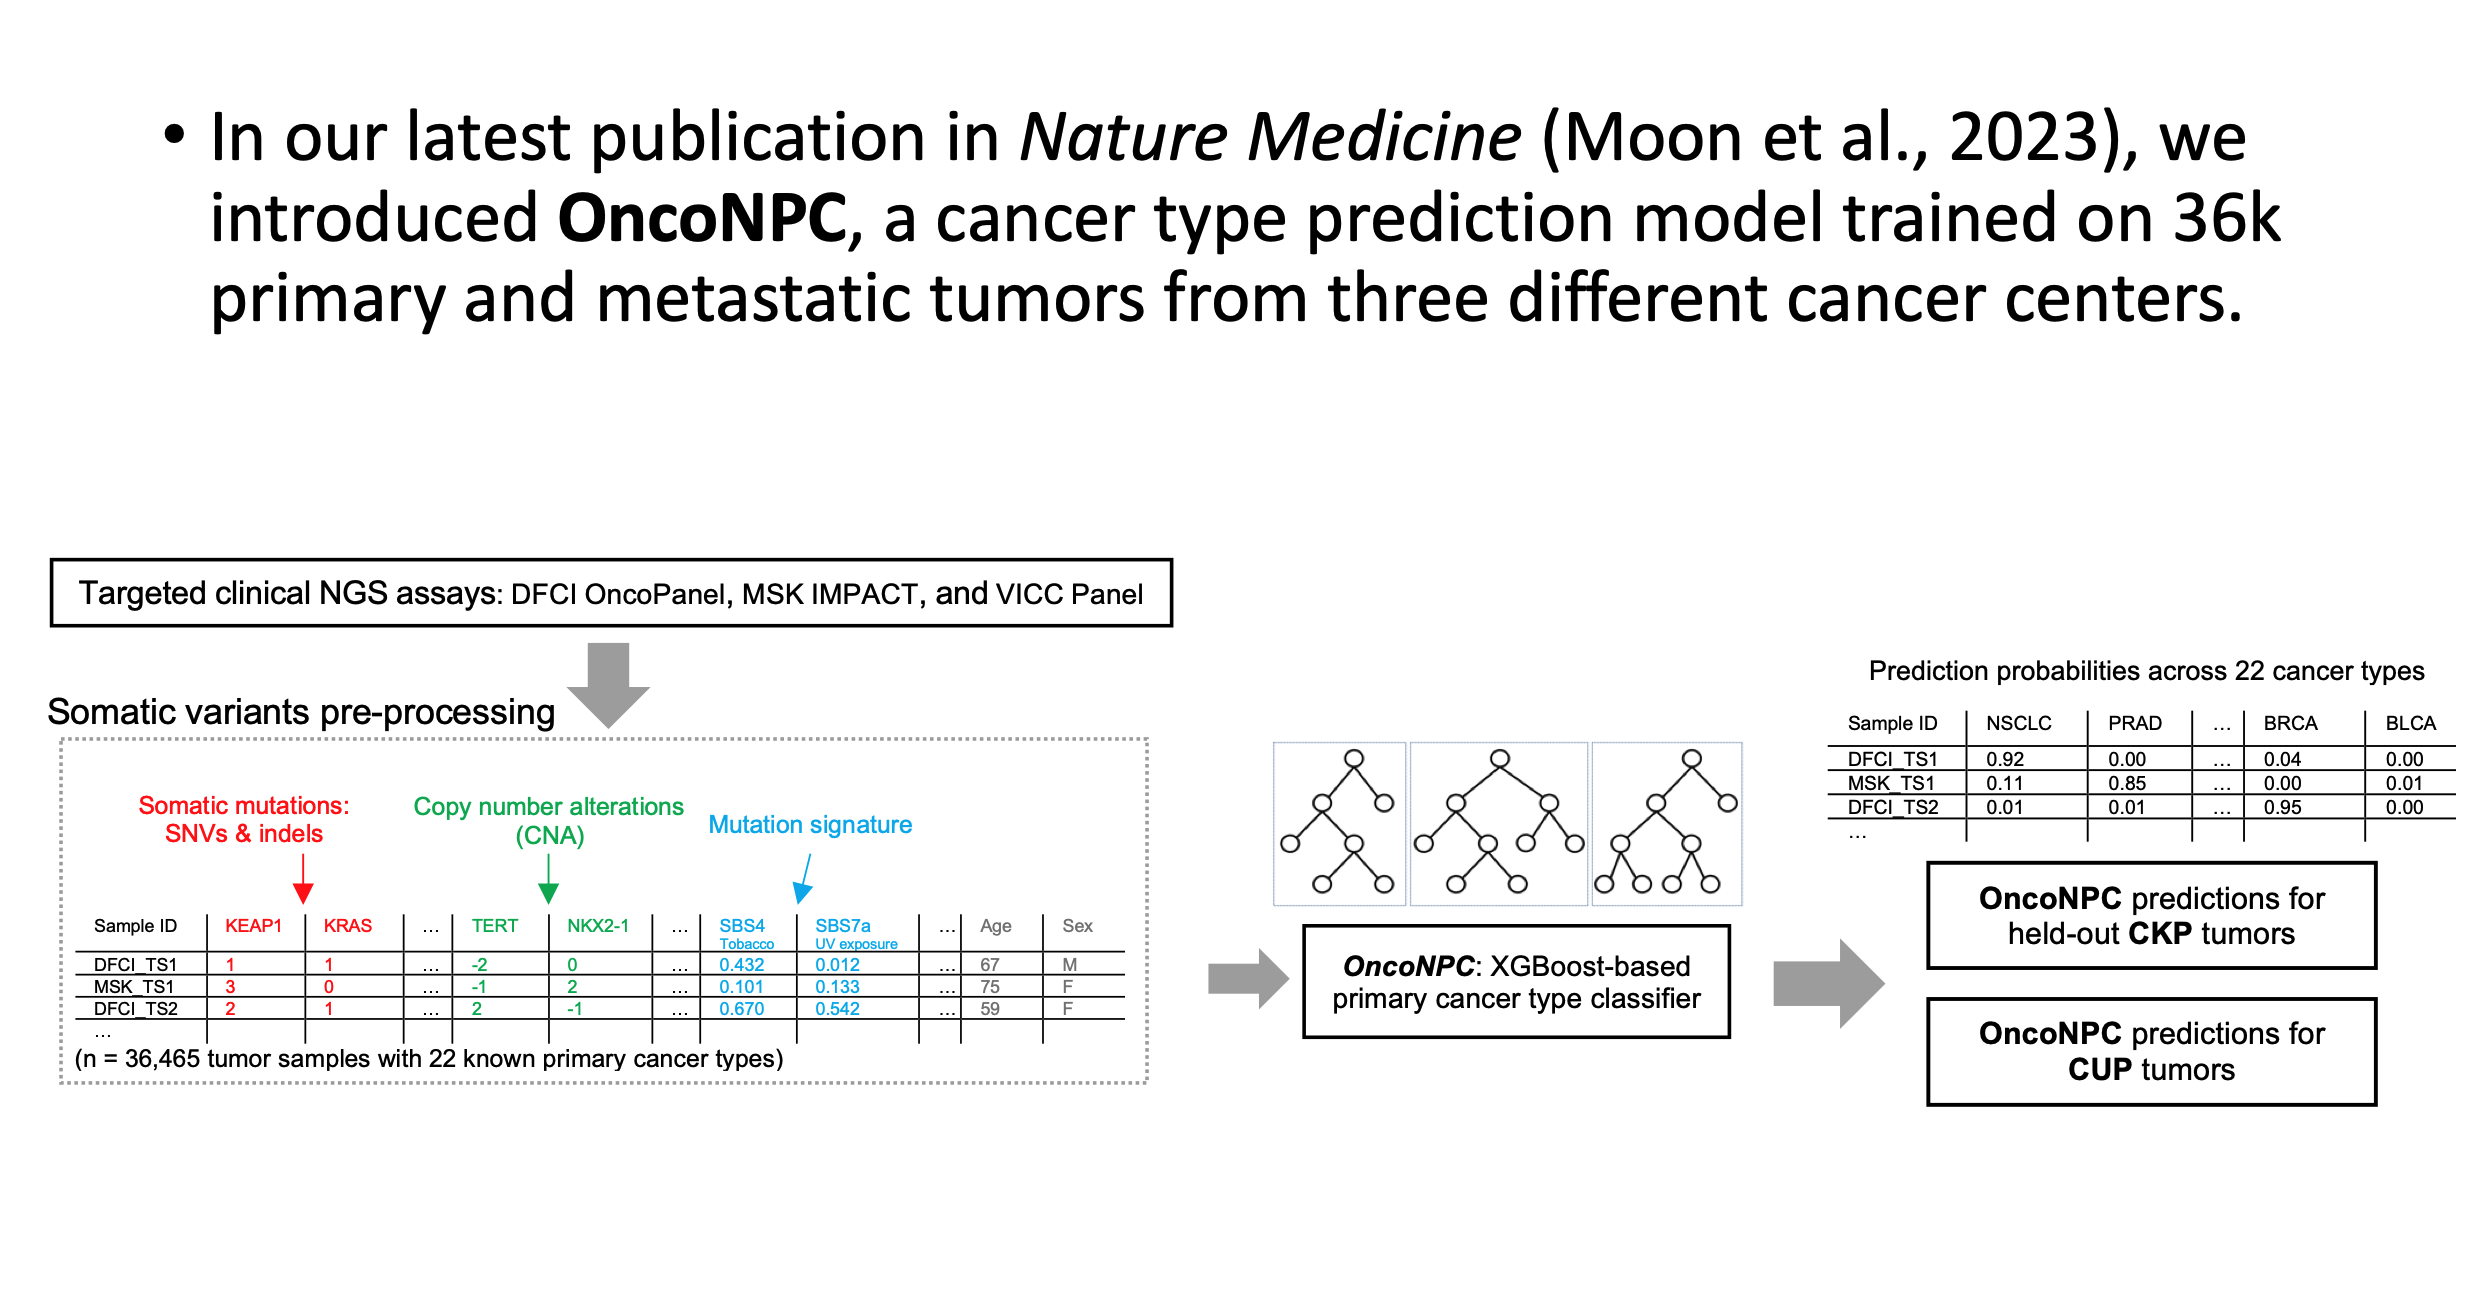 • In our latest publication in Nature Medicine (Moon et al., 2023), we
introduced OncoNPC, a cancer type prediction model trained on 36k
primary and metastatic tumors from three different cancer centers.
Targeted clinical NGS assays: DFCI OncoPanel, MSK IMPACT, and VICC Panel
Somatic variants pre-processing
Somatic mutations:
SNVs & indels
Copy number alterations
(CNA)
Mutation signature
Sample ID KEAP1 KRAS ... TERT NKX2-1 ... SBS4 SBS7a ... Age Sex
Tobacco UV exposure
DFCI_TS1 1 1 ... -2 0 ... 0.432 0.012 ... 67 M
MSK_TS1 3 0 ... -1 2 ... 0.101 0.133 ... 75 F
DFCI_TS2 2 1 ... 2 -1 ... 0.670 0.542 ... 59 F
...
(n = 36,465 tumor samples with 22 known primary cancer types)
OncoNPC: XGBoost-based
primary cancer type classifier
Prediction probabilities across 22 cancer types
Sample ID NSCLC PRAD ... BRCA BLCA
DFCI_TS1 0.92 0.00 ... 0.04 0.00
MSK_TS1 0.11 0.85 ... 0.00 0.01
DFCI_TS2 0.01 0.01 ... 0.95 0.00
...
OncoNPC predictions for
held-out CKP tumors
OncoNPC predictions for
CUP tumors